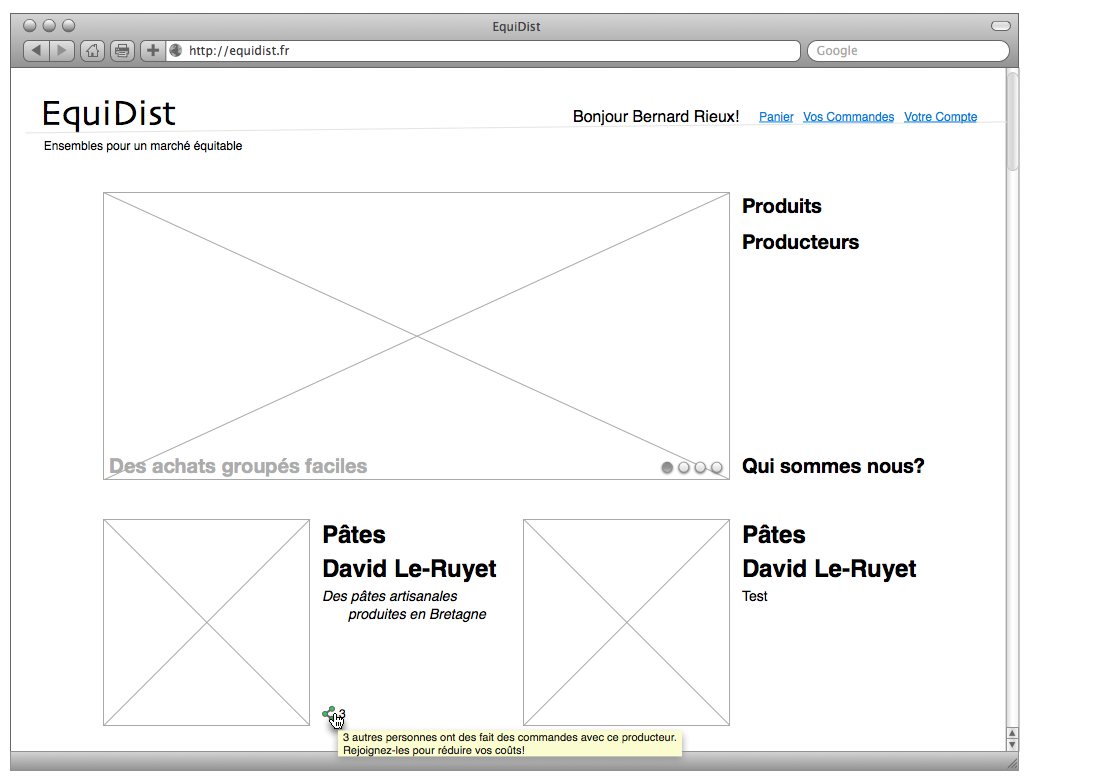 EquiDist
http://equidist.fr
Google
EquiDist
Bonjour Bernard Rieux! Panier Vos Commandes Votre Compte
Ensembles pour un marché équitable
Produits
Producteurs
Des achats groupés faciles
Qui sommes nous?
Pâtes
David Le-Ruyet
Des pâtes artisanales
produites en Bretagne
3
3 autres personnes ont des fait des commandes avec ce producteur.
Rejoignez-les pour réduire vos coûts!
Pâtes
David Le-Ruyet
Test